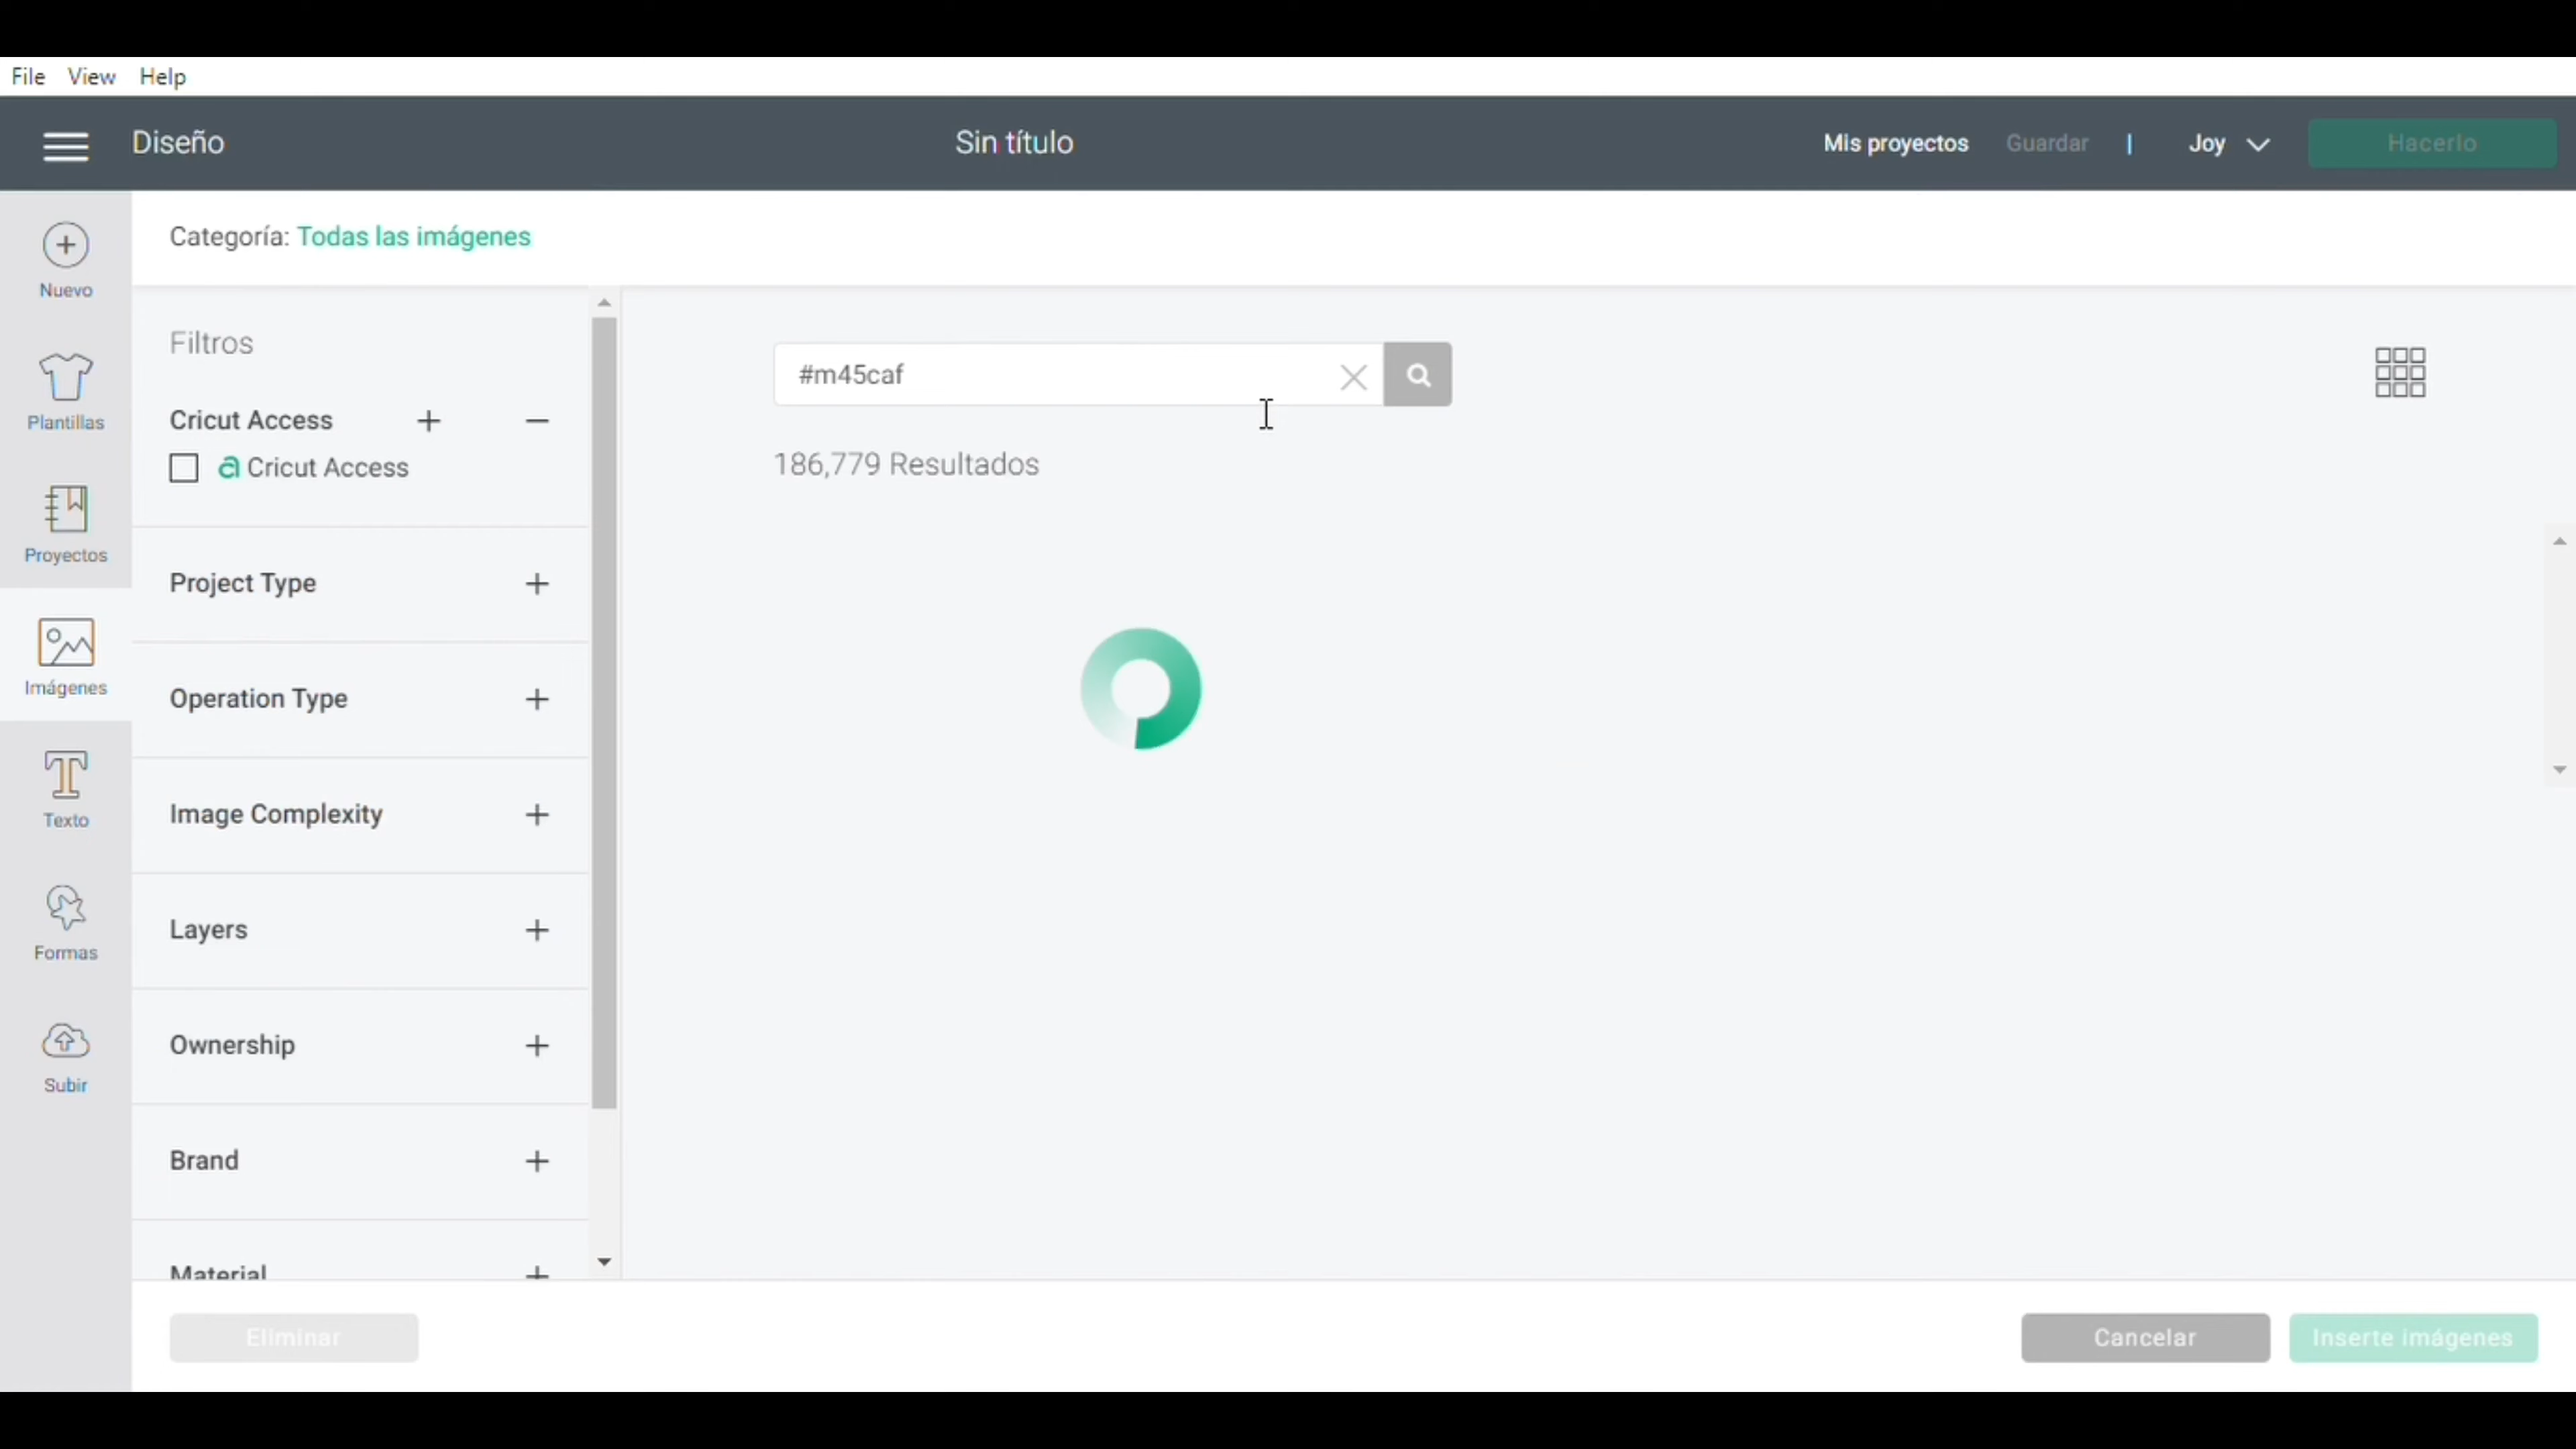 File View Help
Diseño Sin título Mis proyectos Guardar | Joy Hacerlo
Nuevo
Plantillas
Proyectos
Imágenes
Texto
Formas
Subir
Categoría: Todas las imágenes
Filtros
Cricut Access
Cricut Access
Project Type
Operation Type
Image Complexity
Layers
Ownership
Brand
Material
#m45caf
186,779 Resultados
Eliminar Cancelar Inserte imágenes